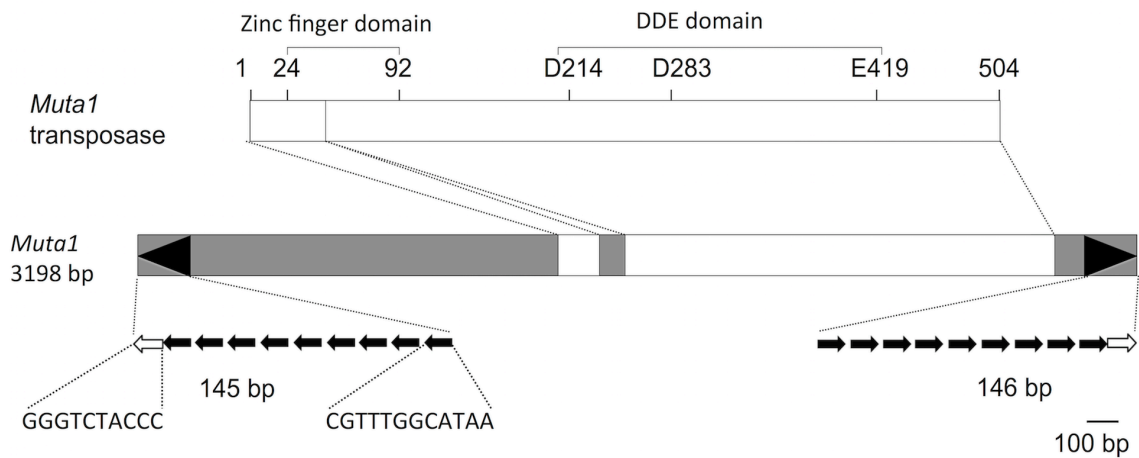 Zinc finger domain
DDE domain
1 24 92 D214 D283 E419 504
Muta1
transposase
Muta1
3198 bp
145 bp
146 bp
GGGTCTACCC
CGTTTGGCATAA
100 bp